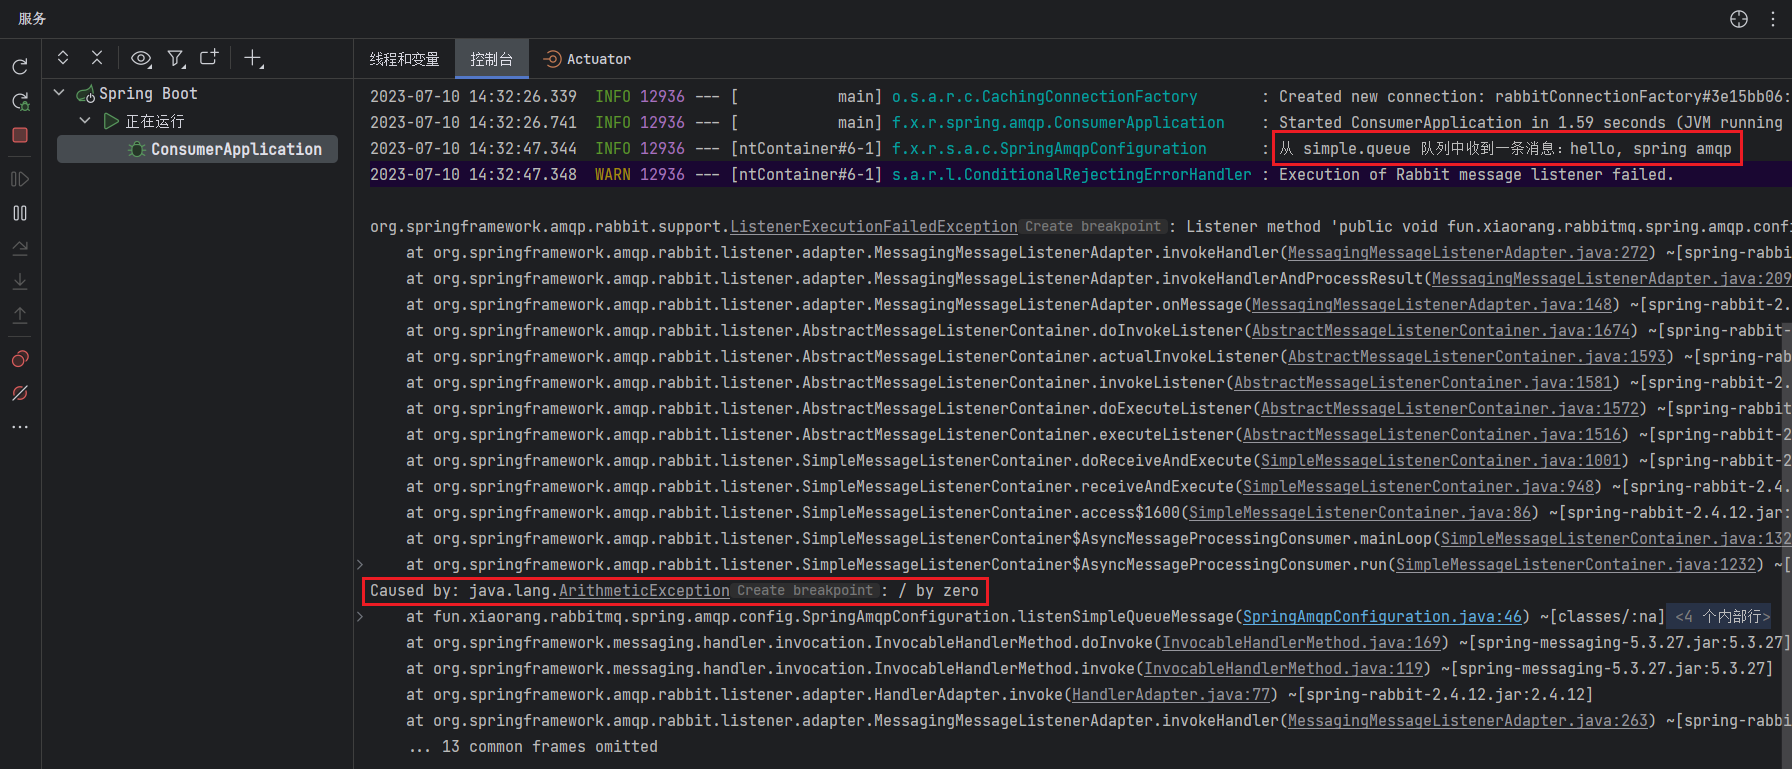 服务
线程和变量 控制台 Actuator
Spring Boot
正在运行
ConsumerApplication
2023-07-10 14:32:26.339  INFO 12936 --- [           main] o.s.a.r.c.CachingConnectionFactory       : Created new connection: rabbitConnectionFactory#3e15bb06:
2023-07-10 14:32:26.741  INFO 12936 --- [           main] f.x.r.spring.amqp.ConsumerApplication    : Started ConsumerApplication in 1.59 seconds (JVM running
2023-07-10 14:32:47.344  INFO 12936 --- [ntContainer#6-1] f.x.r.s.a.c.SpringAmqpConfiguration      : 从 simple.queue 队列中收到一条消息：hello, spring amqp
2023-07-10 14:32:47.348  WARN 12936 --- [ntContainer#6-1] s.a.r.l.ConditionalRejectingErrorHandler : Execution of Rabbit message listener failed.
org.springframework.amqp.rabbit.support.ListenerExecutionFailedException Create breakpoint : Listener method 'public void fun.xiaorang.rabbitmq.spring.amqp.confi
at org.springframework.amqp.rabbit.listener.adapter.MessagingMessageListenerAdapter.invokeHandler(MessagingMessageListenerAdapter.java:272) ~[spring-rabbi
at org.springframework.amqp.rabbit.listener.adapter.MessagingMessageListenerAdapter.invokeHandlerAndProcessResult(MessagingMessageListenerAdapter.java:209
at org.springframework.amqp.rabbit.listener.adapter.MessagingMessageListenerAdapter.onMessage(MessagingMessageListenerAdapter.java:148) ~[spring-rabbit-2.
at org.springframework.amqp.rabbit.listener.AbstractMessageListenerContainer.doInvokeListener(AbstractMessageListenerContainer.java:1674) ~[spring-rabbit-
at org.springframework.amqp.rabbit.listener.AbstractMessageListenerContainer.actualInvokeListener(AbstractMessageListenerContainer.java:1593) ~[spring-rab
at org.springframework.amqp.rabbit.listener.AbstractMessageListenerContainer.invokeListener(AbstractMessageListenerContainer.java:1581) ~[spring-rabbit-2.
at org.springframework.amqp.rabbit.listener.AbstractMessageListenerContainer.doExecuteListener(AbstractMessageListenerContainer.java:1572) ~[spring-rabbit
at org.springframework.amqp.rabbit.listener.AbstractMessageListenerContainer.executeListener(AbstractMessageListenerContainer.java:1516) ~[spring-rabbit-2
at org.springframework.amqp.rabbit.listener.SimpleMessageListenerContainer.doReceiveAndExecute(SimpleMessageListenerContainer.java:1001) ~[spring-rabbit-2
at org.springframework.amqp.rabbit.listener.SimpleMessageListenerContainer.receiveAndExecute(SimpleMessageListenerContainer.java:948) ~[spring-rabbit-2.4.
at org.springframework.amqp.rabbit.listener.SimpleMessageListenerContainer.access$1600(SimpleMessageListenerContainer.java:86) ~[spring-rabbit-2.4.12.jar:
at org.springframework.amqp.rabbit.listener.SimpleMessageListenerContainer$AsyncMessageProcessingConsumer.mainLoop(SimpleMessageListenerContainer.java:132
at org.springframework.amqp.rabbit.listener.SimpleMessageListenerContainer$AsyncMessageProcessingConsumer.run(SimpleMessageListenerContainer.java:1232) ~[
Caused by: java.lang.ArithmeticException Create breakpoint : / by zero
at fun.xiaorang.rabbitmq.spring.amqp.config.SpringAmqpConfiguration.listenSimpleQueueMessage(SpringAmqpConfiguration.java:46) ~[classes/:na] <4 个内部行>
at org.springframework.messaging.handler.invocation.InvocableHandlerMethod.doInvoke(InvocableHandlerMethod.java:169) ~[spring-messaging-5.3.27.jar:5.3.27]
at org.springframework.messaging.handler.invocation.InvocableHandlerMethod.invoke(InvocableHandlerMethod.java:119) ~[spring-messaging-5.3.27.jar:5.3.27]
at org.springframework.amqp.rabbit.listener.adapter.HandlerAdapter.invoke(HandlerAdapter.java:77) ~[spring-rabbit-2.4.12.jar:2.4.12]
at org.springframework.amqp.rabbit.listener.adapter.MessagingMessageListenerAdapter.invokeHandler(MessagingMessageListenerAdapter.java:263) ~[spring-rabbi
... 13 common frames omitted